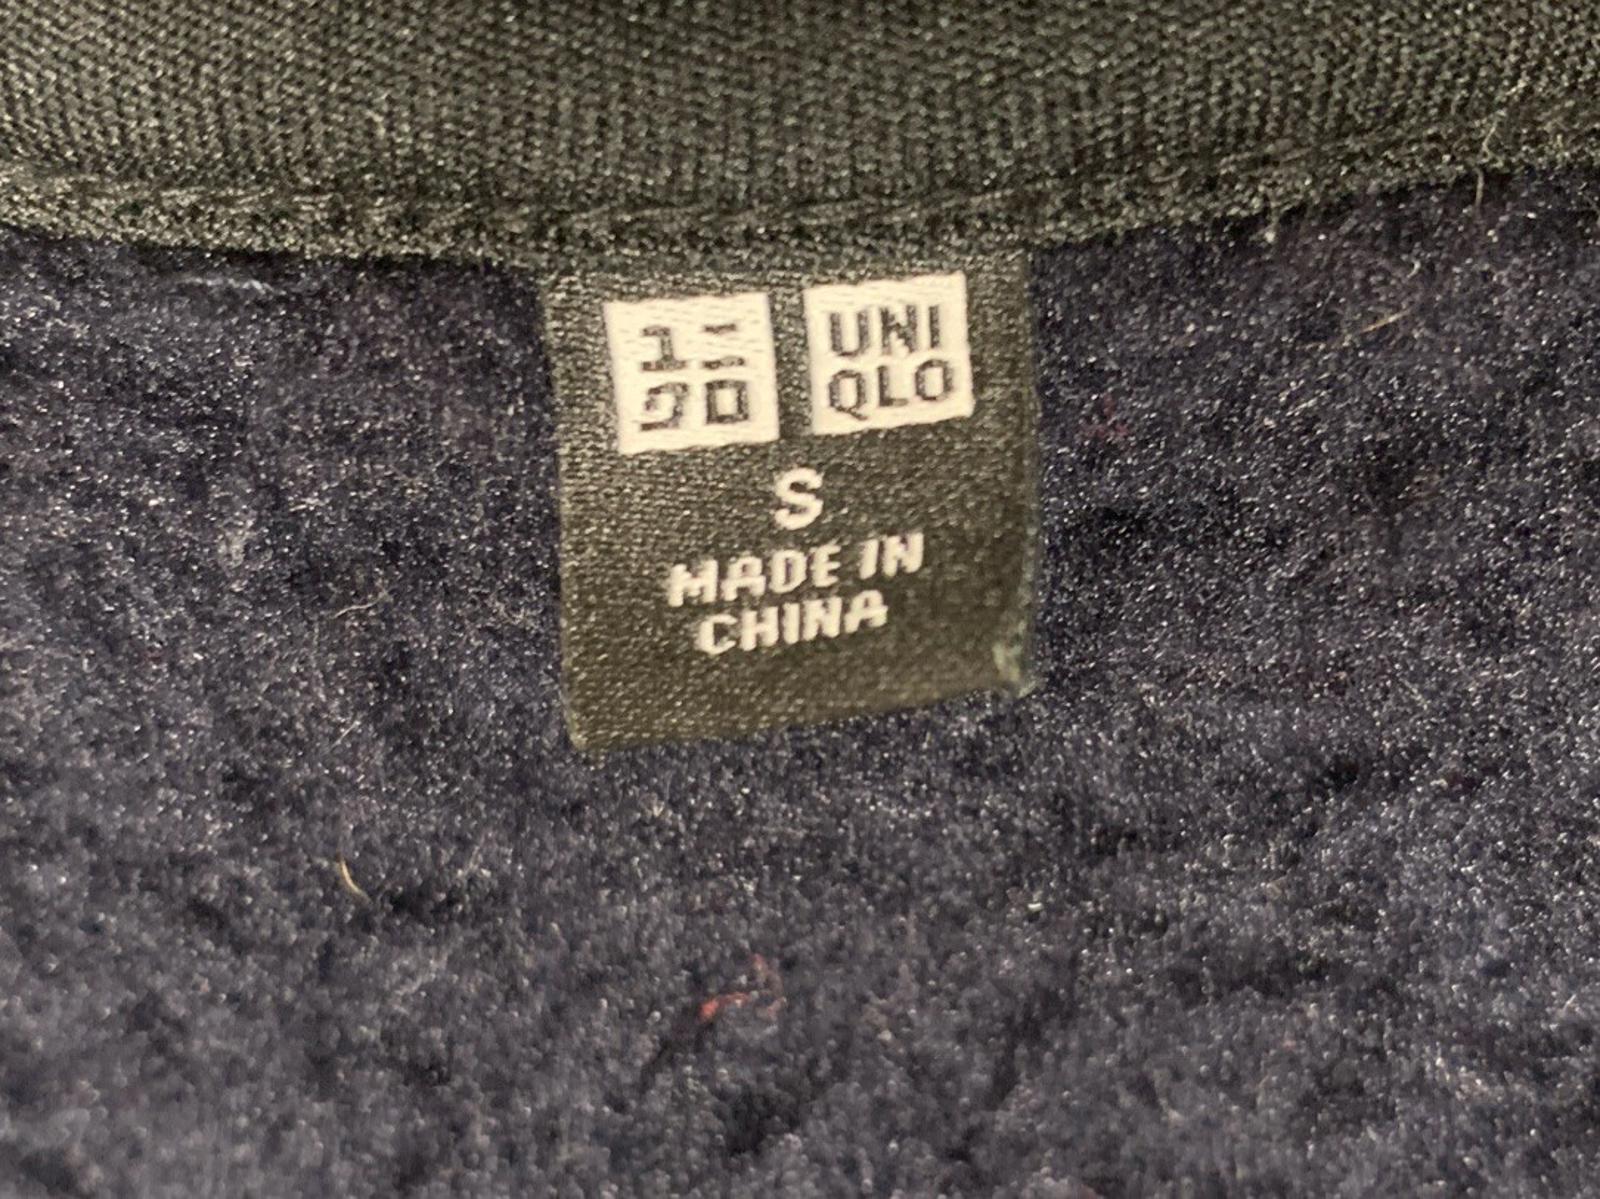 ユニ
クロ
UNI
QLO
S
MADE IN
CHINA